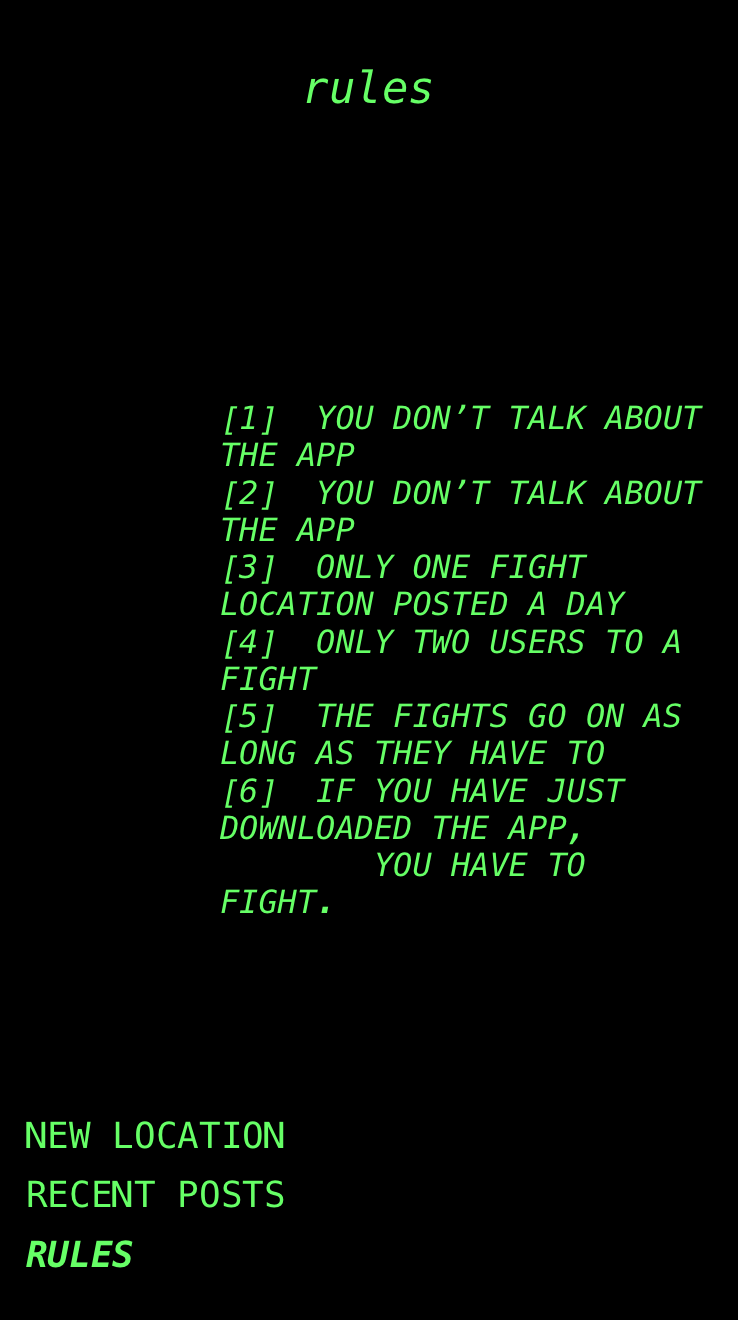 rules
[1]  YOU DON’T TALK ABOUT
THE APP
[2]  YOU DON’T TALK ABOUT
THE APP
[3]  ONLY ONE FIGHT
LOCATION POSTED A DAY
[4]  ONLY TWO USERS TO A
FIGHT
[5]  THE FIGHTS GO ON AS
LONG AS THEY HAVE TO
[6]  IF YOU HAVE JUST
DOWNLOADED THE APP,
        YOU HAVE TO
FIGHT.
NEW LOCATION
RECENT POSTS
RULES